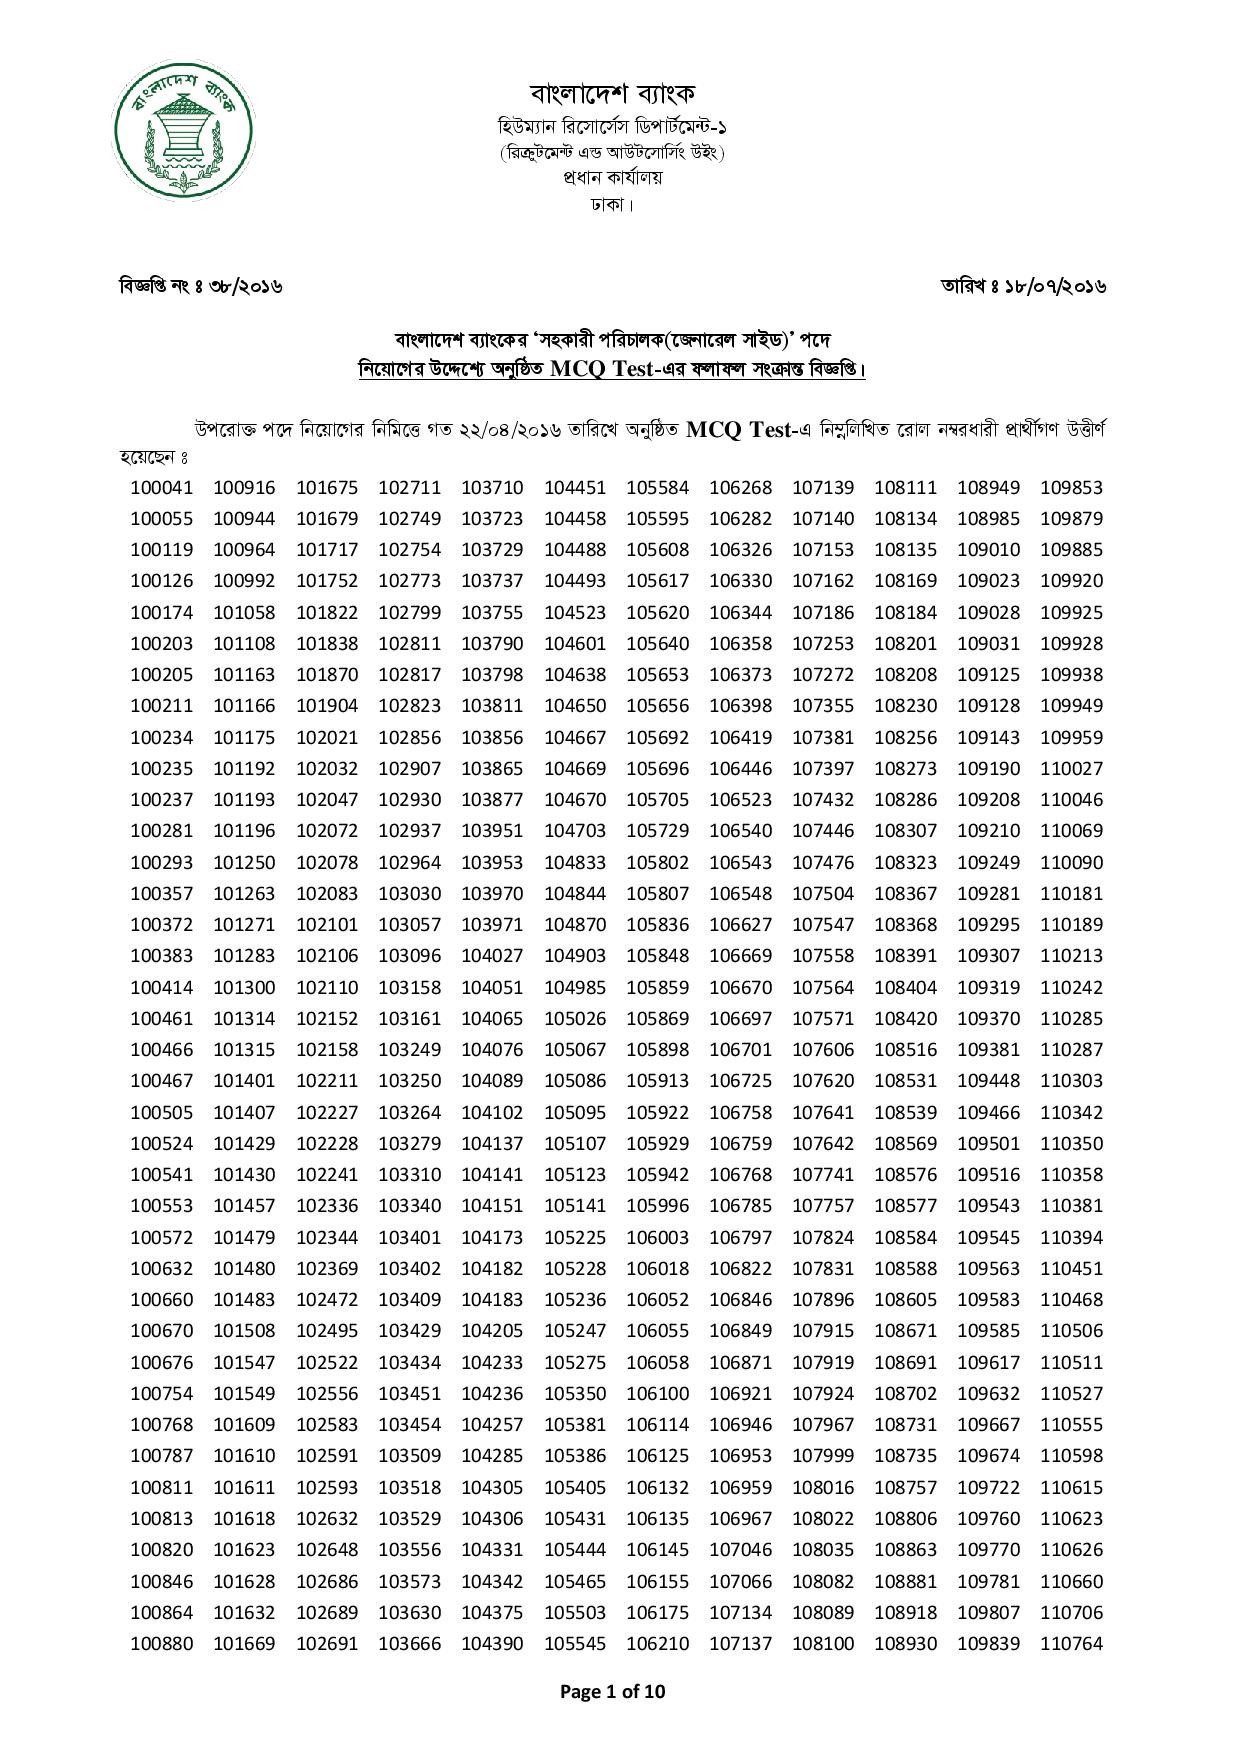 বাংলাদেশ ব্যাংক
বাংলাদেশ ব্যাংক
হিউম্যান রিসোর্সেস ডিপার্টমেন্ট-১
(রিক্রুটমেন্ট এন্ড আউটসোর্সিং উইং)
প্রধান কার্যালয়
ঢাকা।
বিজ্ঞপ্তি নং ঃ ৩৮/২০১৬ তারিখ ঃ ১৮/০৭/২০১৬
বাংলাদেশ ব্যাংকের ‘সহকারী পরিচালক(জেনারেল সাইড)’ পদে
নিয়োগের উদ্দেশ্যে অনুষ্ঠিত MCQ Test-এর ফলাফল সংক্রান্ত বিজ্ঞপ্তি।
উপরোক্ত পদে নিয়োগের নিমিত্তে গত ২২/০৪/২০১৬ তারিখে অনুষ্ঠিত MCQ Test-এ নিম্নলিখিত রোল নম্বরধারী প্রার্থীগণ উত্তীর্ণ
হয়েছেন ঃ
100041 100916 101675 102711 103710 104451 105584 106268 107139 108111 108949 109853
100055 100944 101679 102749 103723 104458 105595 106282 107140 108134 108985 109879
100119 100964 101717 102754 103729 104488 105608 106326 107153 108135 109010 109885
100126 100992 101752 102773 103737 104493 105617 106330 107162 108169 109023 109920
100174 101058 101822 102799 103755 104523 105620 106344 107186 108184 109028 109925
100203 101108 101838 102811 103790 104601 105640 106358 107253 108201 109031 109928
100205 101163 101870 102817 103798 104638 105653 106373 107272 108208 109125 109938
100211 101166 101904 102823 103811 104650 105656 106398 107355 108230 109128 109949
100234 101175 102021 102856 103856 104667 105692 106419 107381 108256 109143 109959
100235 101192 102032 102907 103865 104669 105696 106446 107397 108273 109190 110027
100237 101193 102047 102930 103877 104670 105705 106523 107432 108286 109208 110046
100281 101196 102072 102937 103951 104703 105729 106540 107446 108307 109210 110069
100293 101250 102078 102964 103953 104833 105802 106543 107476 108323 109249 110090
100357 101263 102083 103030 103970 104844 105807 106548 107504 108367 109281 110181
100372 101271 102101 103057 103971 104870 105836 106627 107547 108368 109295 110189
100383 101283 102106 103096 104027 104903 105848 106669 107558 108391 109307 110213
100414 101300 102110 103158 104051 104985 105859 106670 107564 108404 109319 110242
100461 101314 102152 103161 104065 105026 105869 106697 107571 108420 109370 110285
100466 101315 102158 103249 104076 105067 105898 106701 107606 108516 109381 110287
100467 101401 102211 103250 104089 105086 105913 106725 107620 108531 109448 110303
100505 101407 102227 103264 104102 105095 105922 106758 107641 108539 109466 110342
100524 101429 102228 103279 104137 105107 105929 106759 107642 108569 109501 110350
100541 101430 102241 103310 104141 105123 105942 106768 107741 108576 109516 110358
100553 101457 102336 103340 104151 105141 105996 106785 107757 108577 109543 110381
100572 101479 102344 103401 104173 105225 106003 106797 107824 108584 109545 110394
100632 101480 102369 103402 104182 105228 106018 106822 107831 108588 109563 110451
100660 101483 102472 103409 104183 105236 106052 106846 107896 108605 109583 110468
100670 101508 102495 103429 104205 105247 106055 106849 107915 108671 109585 110506
100676 101547 102522 103434 104233 105275 106058 106871 107919 108691 109617 110511
100754 101549 102556 103451 104236 105350 106100 106921 107924 108702 109632 110527
100768 101609 102583 103454 104257 105381 106114 106946 107967 108731 109667 110555
100787 101610 102591 103509 104285 105386 106125 106953 107999 108735 109674 110598
100811 101611 102593 103518 104305 105405 106132 106959 108016 108757 109722 110615
100813 101618 102632 103529 104306 105431 106135 106967 108022 108806 109760 110623
100820 101623 102648 103556 104331 105444 106145 107046 108035 108863 109770 110626
100846 101628 102686 103573 104342 105465 106155 107066 108082 108881 109781 110660
100864 101632 102689 103630 104375 105503 106175 107134 108089 108918 109807 110706
100880 101669 102691 103666 104390 105545 106210 107137 108100 108930 109839 110764
Page 1 of 10